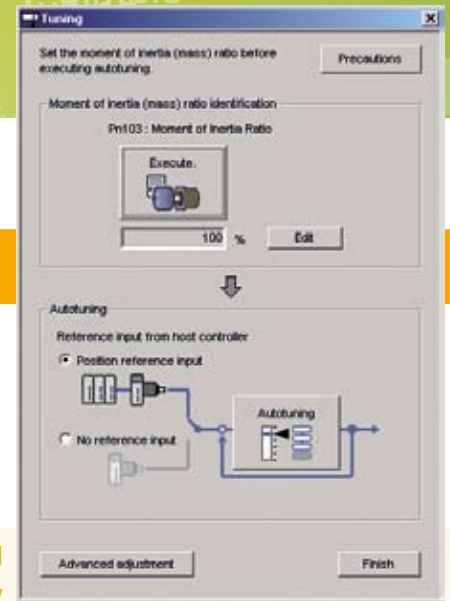 Tuning
Set the moment of inertia (mass) ratio before
executing autotuning.
Precautions
Moment of inertia (mass) ratio identification
Pn103 : Moment of Inertia Ratio
Execute.
100 %
Edit
Autotuning
Reference input from host controller
Position reference input
No reference input
Autotuning
Advanced adjustment
Finish